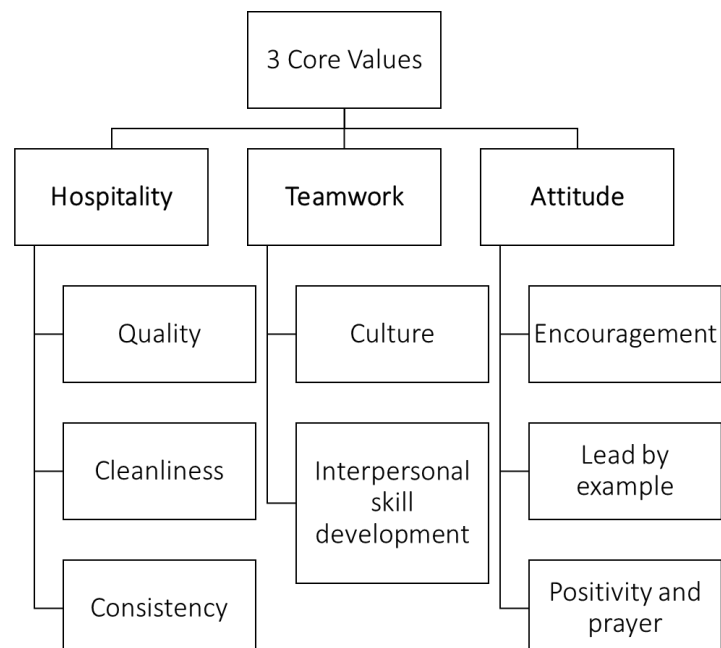 3 Core Values
Hospitality
Quality
Cleanliness
Consistency
Teamwork
Culture
Interpersonal
skill
development
Attitude
Encouragement
Lead by
example
Positivity and
prayer